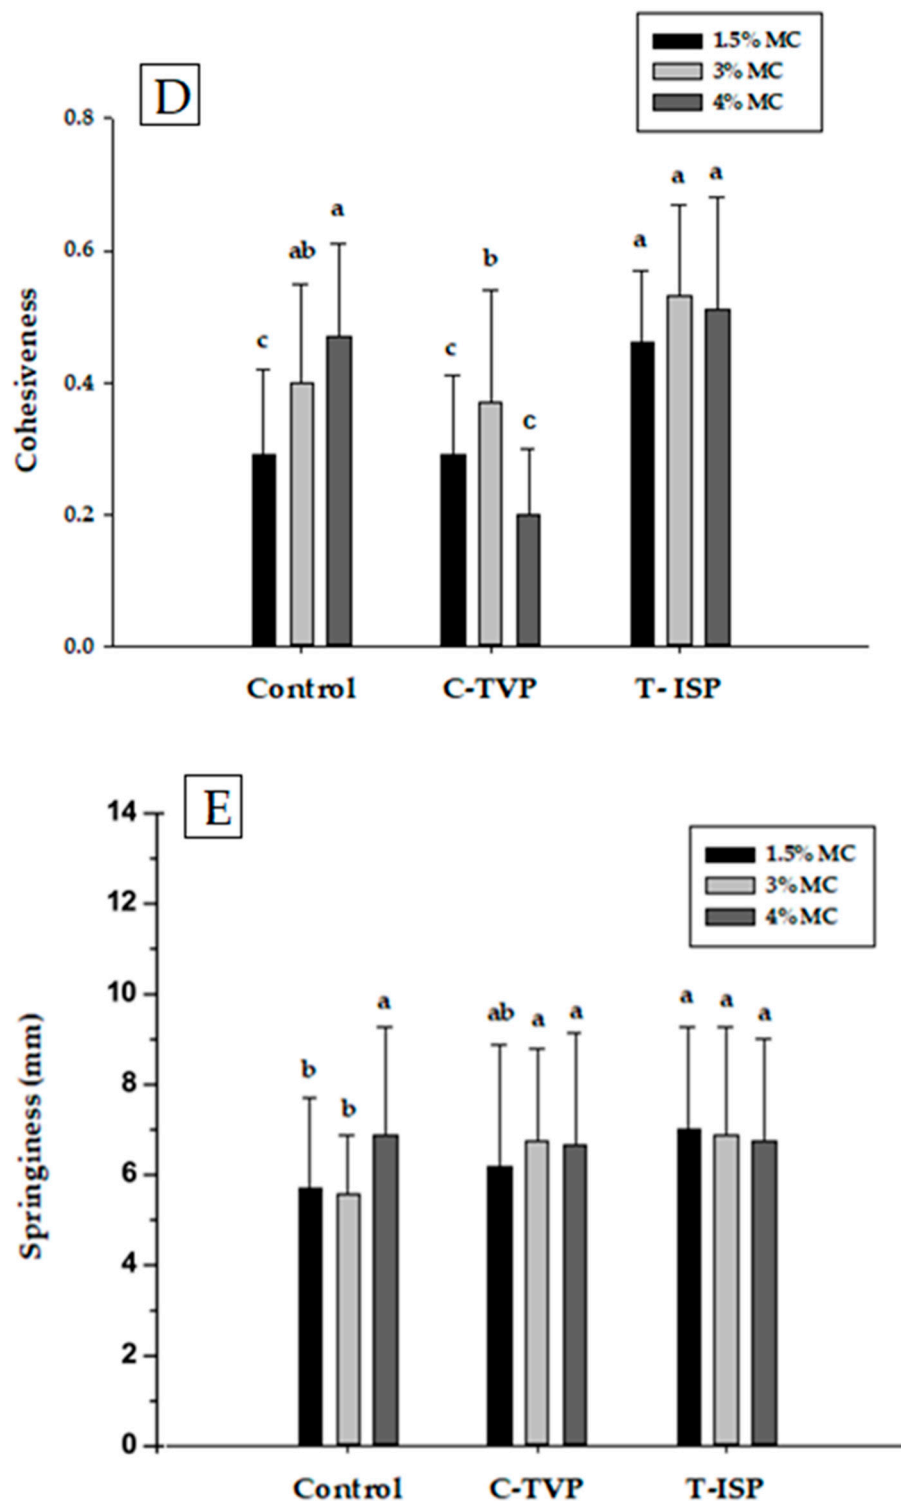 1.5% MC
3% MC
4% MC
D
0.8
0.6
0.4
0.2
0.0
Cohesiveness
c
ab
a
c
b
c
a
a
a
Control
C-TVP
T- ISP
E
1.5% MC
3% MC
4% MC
14
12
10
8
6
4
2
0
Springiness (mm)
b
b
a
ab
a
a
a
a
a
Control
C-TVP
T-ISP